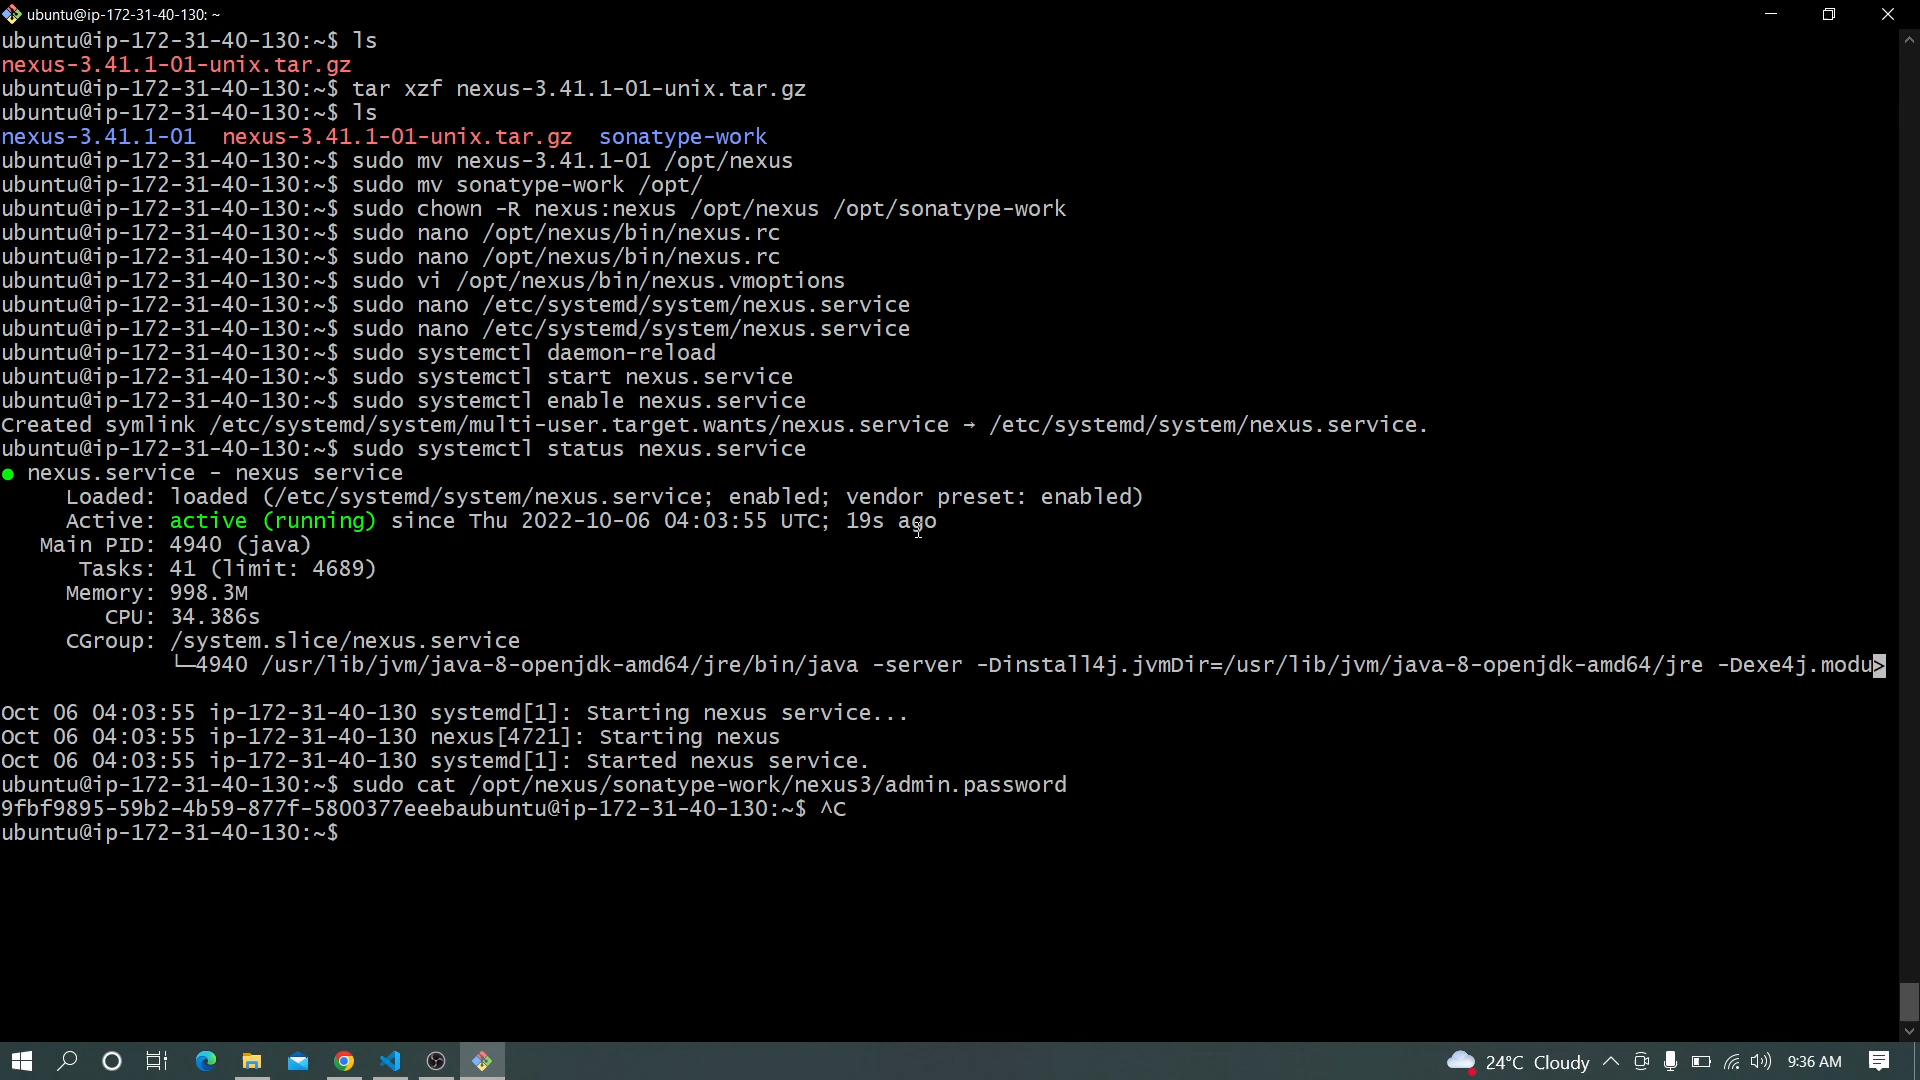 ubuntu@ip-172-31-40-130: ~
ubuntu@ip-172-31-40-130:~$ ls
nexus-3.41.1-01-unix.tar.gz
ubuntu@ip-172-31-40-130:~$ tar xzf nexus-3.41.1-01-unix.tar.gz
ubuntu@ip-172-31-40-130:~$ ls
nexus-3.41.1-01  nexus-3.41.1-01-unix.tar.gz  sonatype-work
ubuntu@ip-172-31-40-130:~$ sudo mv nexus-3.41.1-01 /opt/nexus
ubuntu@ip-172-31-40-130:~$ sudo mv sonatype-work /opt/
ubuntu@ip-172-31-40-130:~$ sudo chown -R nexus:nexus /opt/nexus /opt/sonatype-work
ubuntu@ip-172-31-40-130:~$ sudo nano /opt/nexus/bin/nexus.rc
ubuntu@ip-172-31-40-130:~$ sudo nano /opt/nexus/bin/nexus.rc
ubuntu@ip-172-31-40-130:~$ sudo vi /opt/nexus/bin/nexus.vmoptions
ubuntu@ip-172-31-40-130:~$ sudo nano /etc/systemd/system/nexus.service
ubuntu@ip-172-31-40-130:~$ sudo nano /etc/systemd/system/nexus.service
ubuntu@ip-172-31-40-130:~$ sudo systemctl daemon-reload
ubuntu@ip-172-31-40-130:~$ sudo systemctl start nexus.service
ubuntu@ip-172-31-40-130:~$ sudo systemctl enable nexus.service
Created symlink /etc/systemd/system/multi-user.target.wants/nexus.service → /etc/systemd/system/nexus.service.
ubuntu@ip-172-31-40-130:~$ sudo systemctl status nexus.service
● nexus.service - nexus service
Loaded: loaded (/etc/systemd/system/nexus.service; enabled; vendor preset: enabled)
Active: active (running) since Thu 2022-10-06 04:03:55 UTC; 19s ago
Main PID: 4940 (java)
Tasks: 41 (limit: 4689)
Memory: 998.3M
CPU: 34.386s
CGroup: /system.slice/nexus.service
└─4940 /usr/lib/jvm/java-8-openjdk-amd64/jre/bin/java -server -Dinstall4j.jvmDir=/usr/lib/jvm/java-8-openjdk-amd64/jre -Dexe4j.modu>
Oct 06 04:03:55 ip-172-31-40-130 systemd[1]: Starting nexus service...
Oct 06 04:03:55 ip-172-31-40-130 nexus[4721]: Starting nexus
Oct 06 04:03:55 ip-172-31-40-130 systemd[1]: Started nexus service.
ubuntu@ip-172-31-40-130:~$ sudo cat /opt/nexus/sonatype-work/nexus3/admin.password
9fbf9895-59b2-4b59-877f-5800377eeebaubuntu@ip-172-31-40-130:~$ ^C
ubuntu@ip-172-31-40-130:~$
24°C Cloudy
9:36 AM